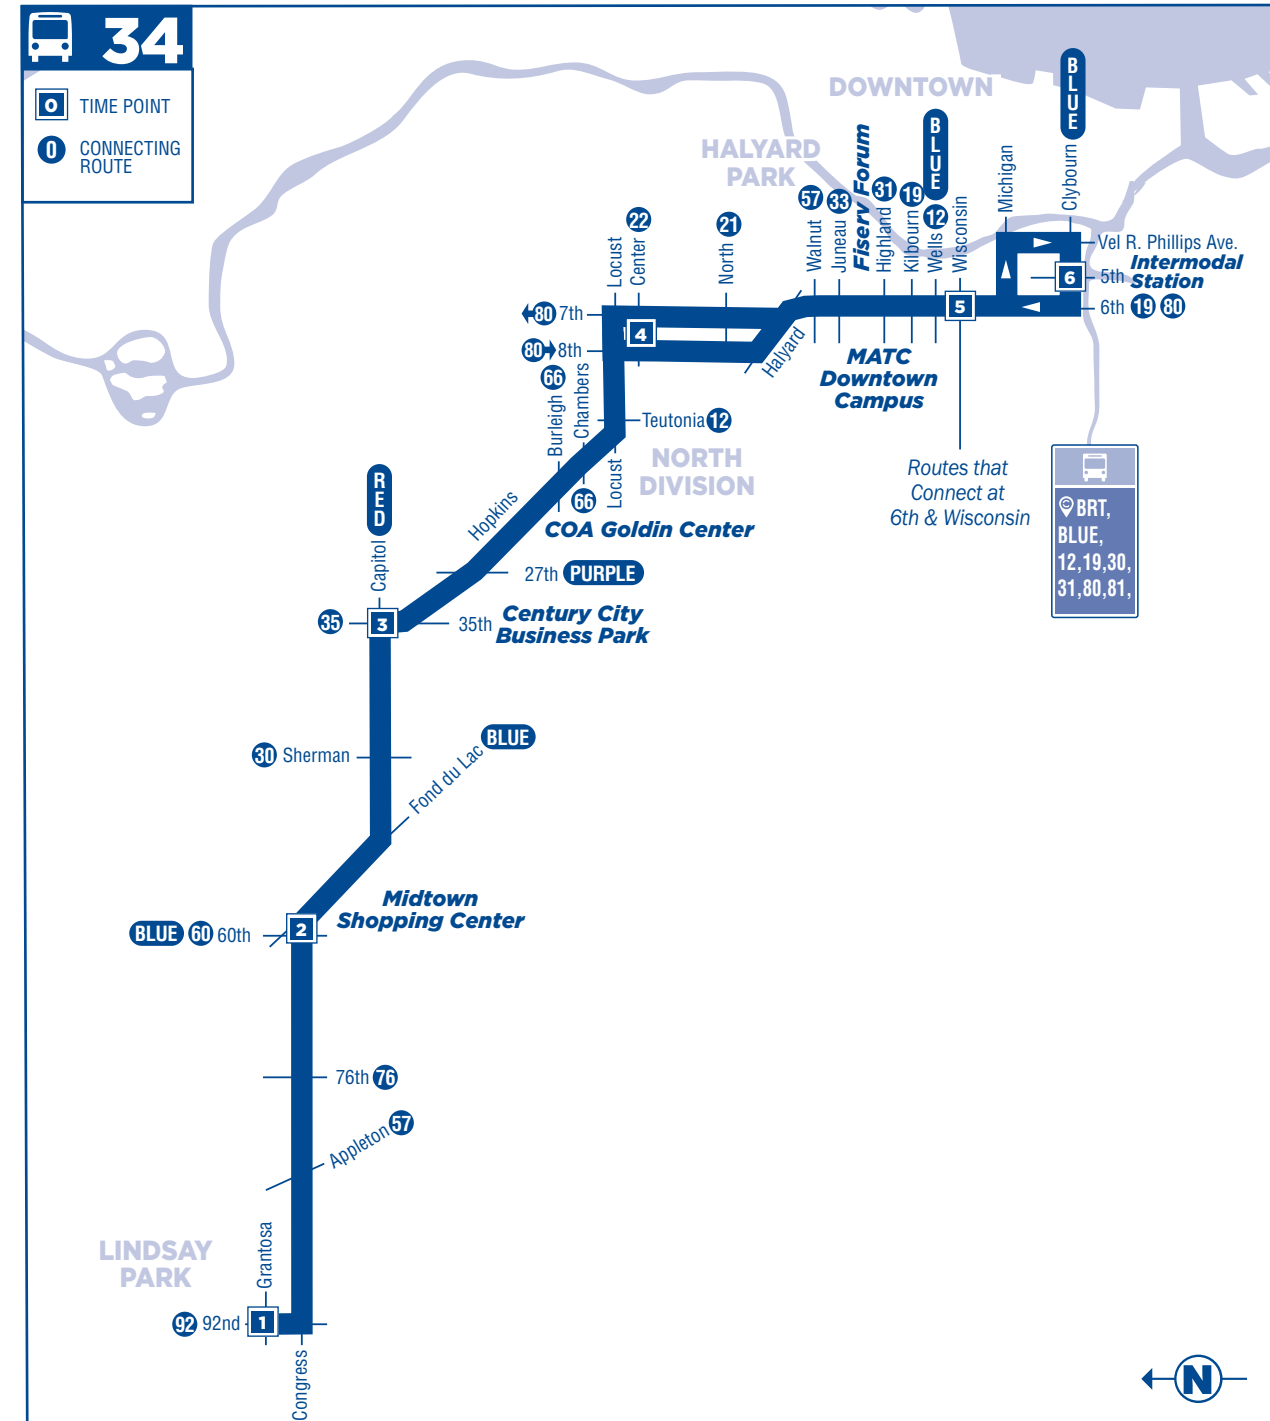 34
0 TIME POINT
0 CONNECTING
ROUTE
DOWNTOWN
HALYARD
PARK
BLUE
BLUE
Fiserv Forum
Michigan
Clybourn
57
33
31
19
12
Walnut
Juneau
Highland
Kilbourn
Wells
Wisconsin
22
21
Locust
Center
North
Vel R. Phillips Ave.
Intermodal
Station
5th
6
6th 19 80
5
80 7th
80 8th
4
Halyard
MATC
Downtown
Campus
66
Burleigh
Chambers
Teutonia 12
NORTH
DIVISION
Locust
66
Routes that
Connect at
6th & Wisconsin
BRT,
BLUE,
12,19,30,
31,80,81,
RED
Capitol
Hopkins
COA Goldin Center
27th PURPLE
35
3
35th
Century City
Business Park
30 Sherman
Fond du Lac BLUE
Midtown
Shopping Center
BLUE 60 60th
2
76th 76
Appleton 57
LINDSAY
PARK
Grantosa
92 92nd
1
Congress
N